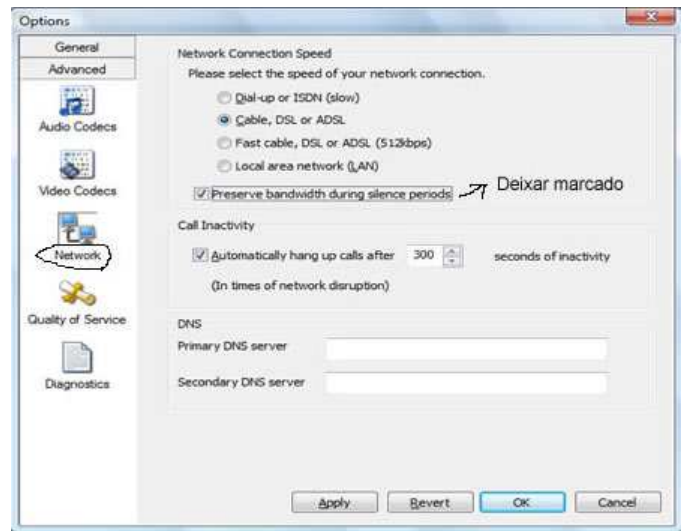 Options
General
Advanced
Audio Codecs
Video Codecs
Network
Quality of Service
Diagnostics
Network Connection Speed
Please select the speed of your network connection.
Dial-up or ISDN (slow)
Cable, DSL or ADSL
Fast cable, DSL or ADSL (512kbps)
Local area network (LAN)
Preserve bandwidth during silence periods Deixar marcado
Call Inactivity
Automatically hang up calls after 300 seconds of inactivity
(In times of network disruption)
DNS
Primary DNS server
Secondary DNS server
Apply Revert OK Cancel